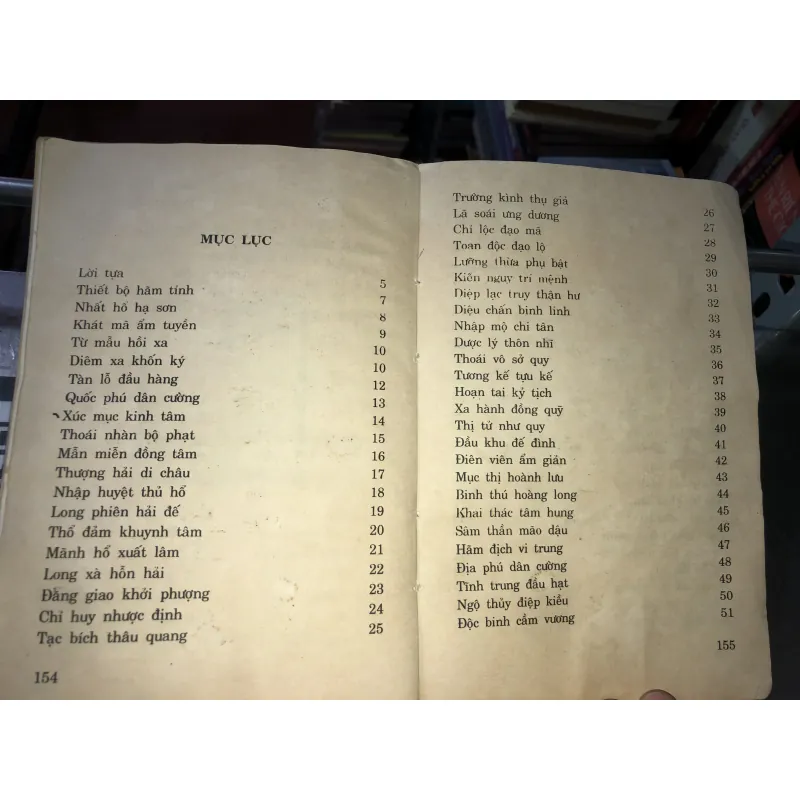 MỤC LỤC
Lời tựa 5
Thiết bộ hãm tỉnh 7
Nhất hổ hạ sơn 8
Khát mã ẩm tuyền 9
Từ mẫu hồi xa 10
Diêm xa khốn ký 10
Tàn lỗ đầu hàng 12
Quốc phú dân cường 13
Xúc mục kinh tâm 14
Thoái nhàn bộ phạt 15
Mẫn miễn đồng tâm 16
Thượng hải di châu 17
Nhập huyệt thủ hổ 18
Long phiên hải đế 19
Thổ đảm khuynh tâm 20
Mãnh hổ xuất lâm 21
Long xà hỗn hải 22
Đằng giao khởi phượng 23
Chỉ huy nhược định 24
Tạc bích thâu quang 25
154
Trường kình thụ giả 26
Lã soái ưng dương 27
Chỉ lộc đạo mã 28
Toan độc dạo lộ 29
Lưỡng thừa phụ bật 30
Kiến nguy trí mệnh 31
Diệp lạc truy thận hư 32
Diệu chấn binh linh 33
Nhập mộ chi tân 34
Dược lý thôn nhĩ 35
Thoái vô sở quy 36
Tương kế tựu kế 37
Hoạn tai kỷ tịch 38
Xa hành đồng quỹ 39
Thị tử như quy 40
Đầu khu đế đình 41
Điên viên ẩm giản 42
Mục thị hoành lưu 43
Binh thú hoàng long 44
Khai thác tâm hung 45
Sâm thần mão dậu 46
Hãm địch vi trung 47
Địa phú dân cường 48
Tĩnh trung đầu hạt 49
Ngộ thủy điệp kiều 50
Độc binh cầm vương 51
155